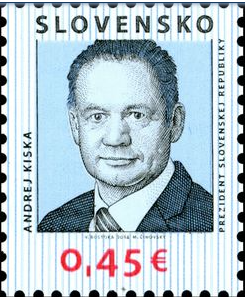 SLOVENSKO
ANDREJ KISKA
PREZIDENT SLOVENSKEJ REPUBLIKY
0,45 €